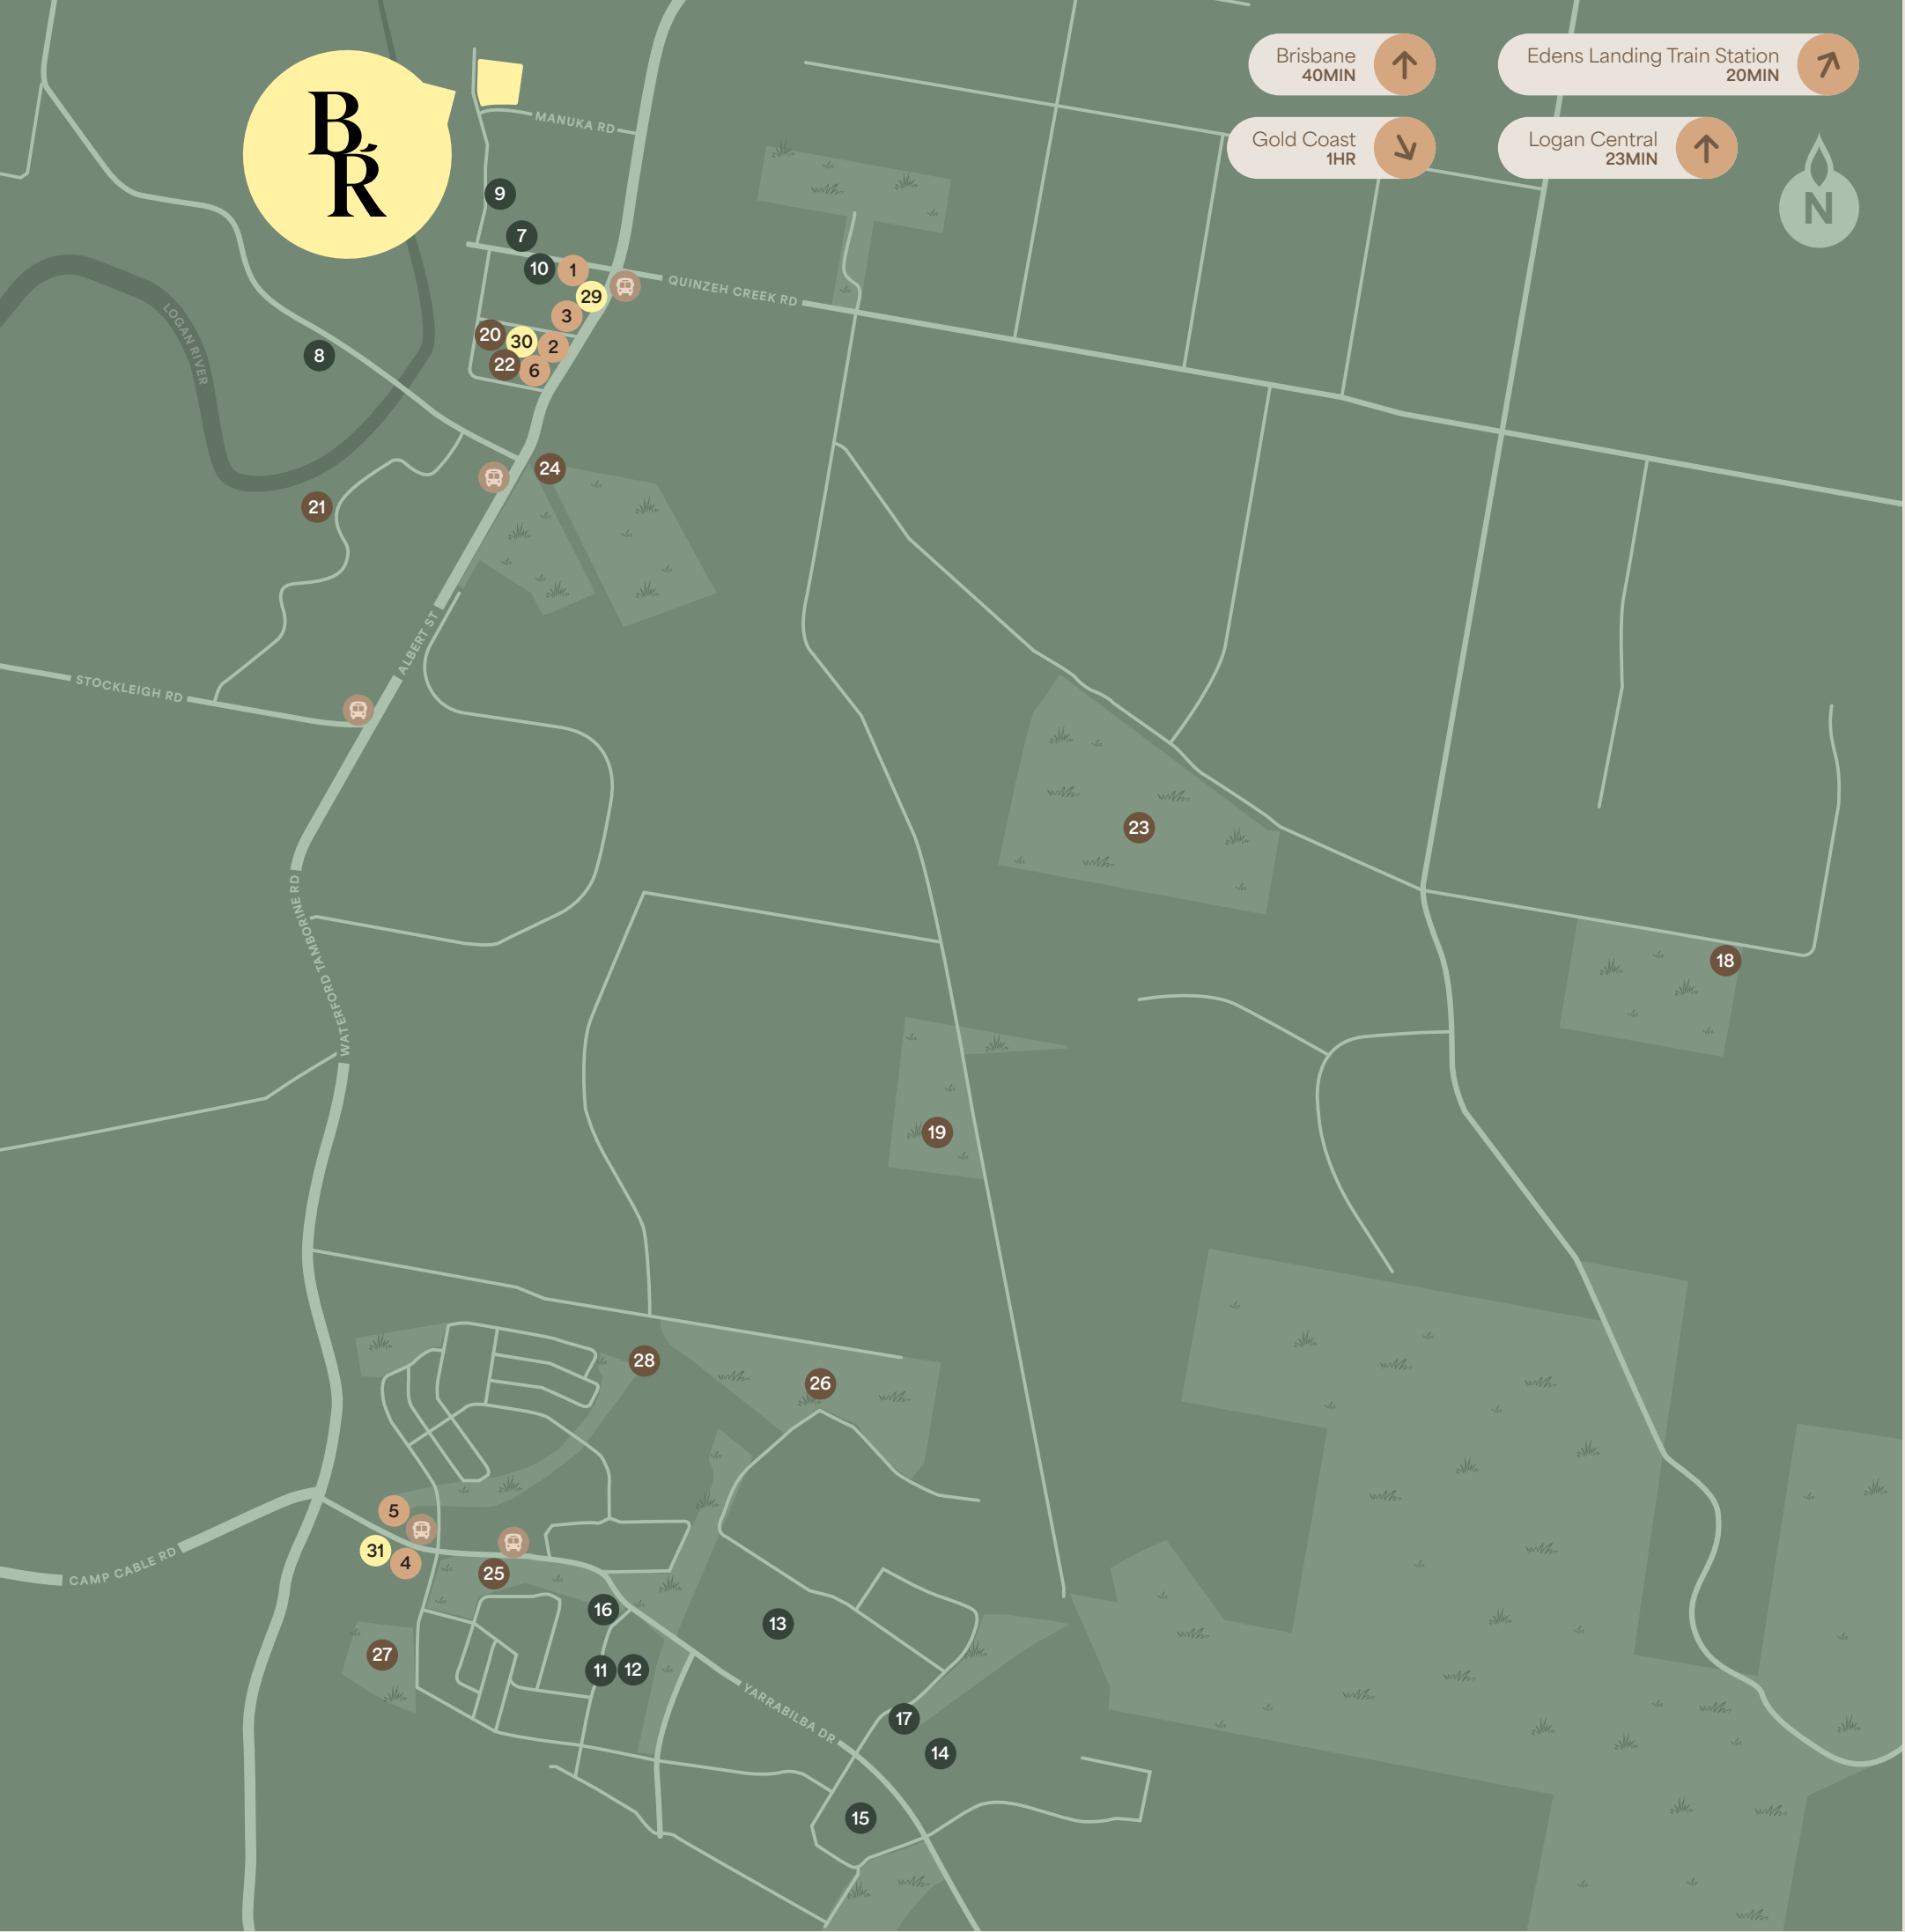 Brisbane
40MIN
Edens Landing Train Station
20MIN
Gold Coast
1HR
Logan Central
23MIN
N
B
R
MANUKA RD
9
7
10
1
QUINZEH CREEK RD
29
3
20
30
2
22
6
LOGAN RIVER
8
24
21
ALBERT ST
STOCKLEIGH RD
23
WATERFORD TAMBORINE RD
18
19
28
26
5
31
4
CAMP CABLE RD
25
16
13
27
11
12
YARRABILBA DR
17
14
15